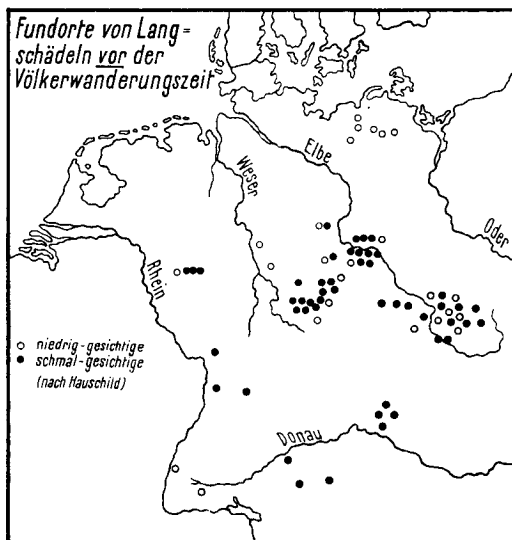 Fundorte von Lang=
schädeln vor der
Völkerwanderungszeit
Elbe
Weser
Oder
Rhein
niedrig-gesichtige
schmal-gesichtige
(nach Hauschild)
Donau